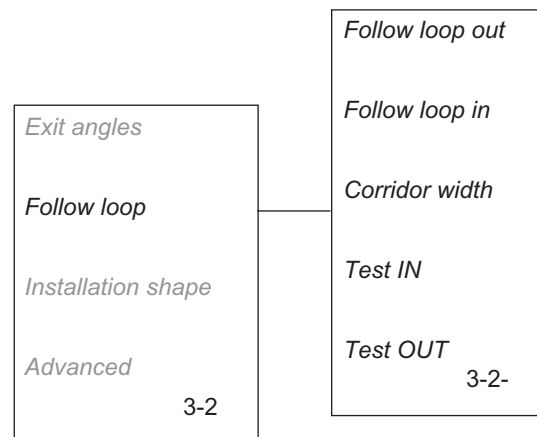 Exit angles
Follow loop
Installation shape
Advanced
3-2
Follow loop out
Follow loop in
Corridor width
Test IN
Test OUT
3-2-